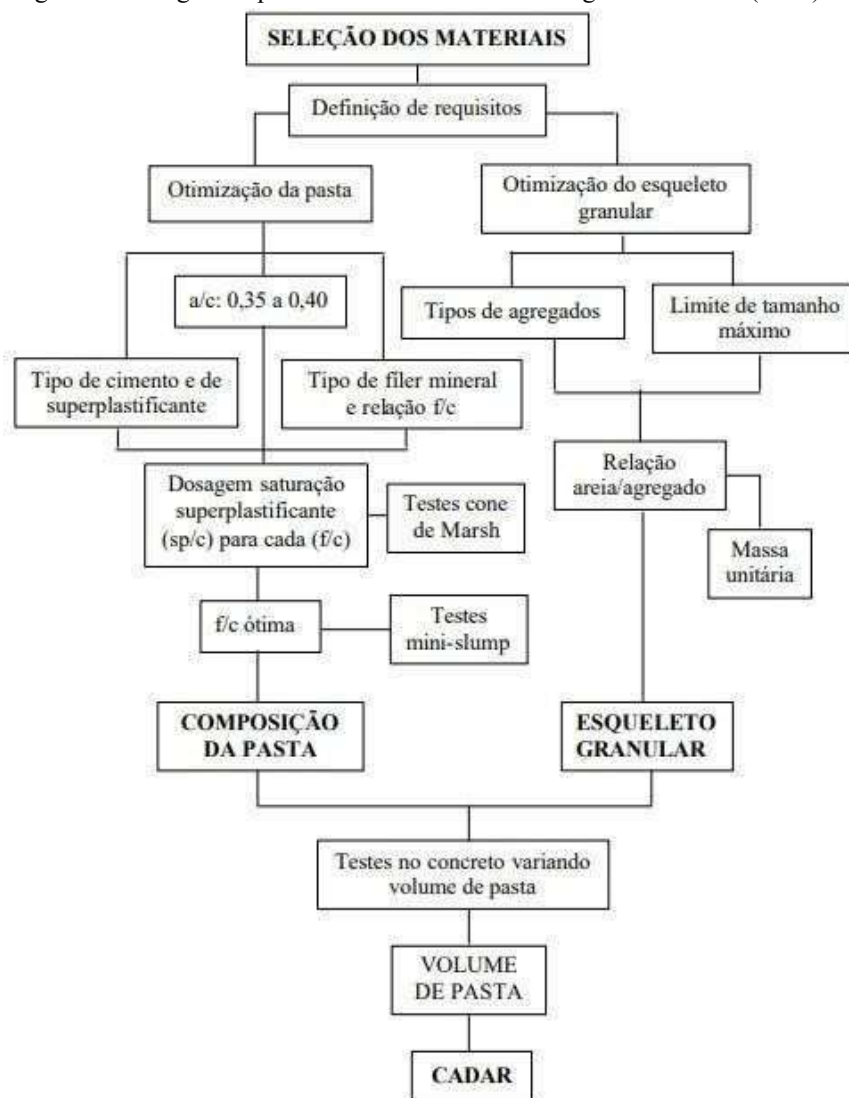 SELEÇÃO DOS MATERIAIS
Definição de requisitos
Otimização da pasta
Otimização do esqueleto
granular
a/c: 0,35 a 0,40
Tipos de agregados
Limite de tamanho
máximo
Tipo de cimento e de
superplastificante
Tipo de fíler mineral
e relação f/c
Dosagem saturação
superplastificante
(sp/c) para cada (f/c)
Testes cone
de Marsh
Relação
areia/agregado
Massa
unitária
f/c ótima
Testes
mini-slump
COMPOSIÇÃO
DA PASTA
ESQUELETO
GRANULAR
Testes no concreto variando
volume de pasta
VOLUME
DE PASTA
CADAR